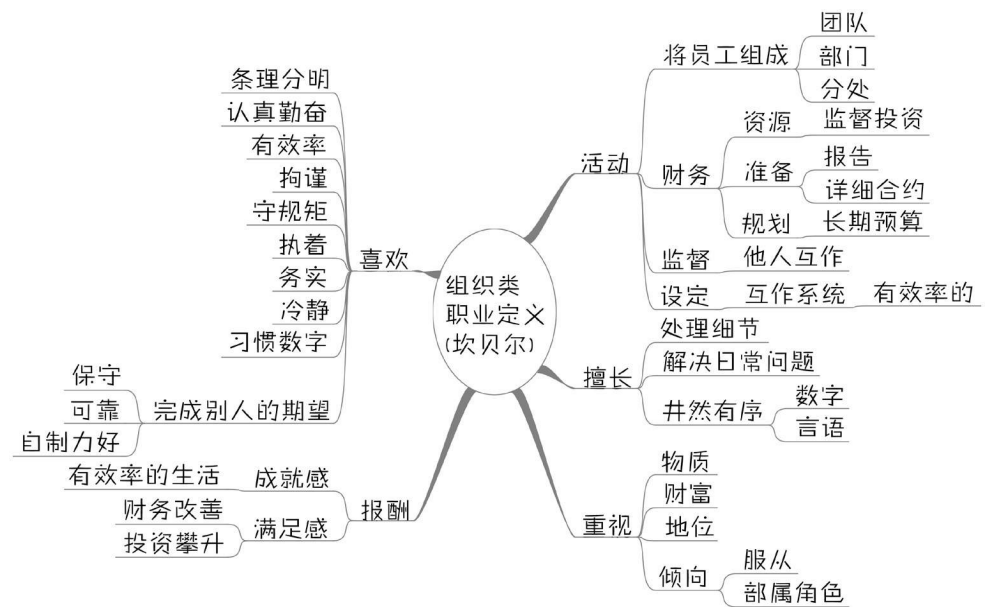 组织类
职业定义
(坎贝尔)
活动
将员工组成
团队
部门
分处
财务
资源
监督投资
准备
报告
详细合约
规划
长期预算
监督
他人互作
设定
互作系统
有效率的
擅长
处理细节
解决日常问题
井然有序
数字
言语
重视
物质
财富
地位
倾向
服从
部属角色
报酬
成就感
有效率的生活
满足感
财务改善
投资攀升
喜欢
条理分明
认真勤奋
有效率
拘谨
守规矩
执着
务实
冷静
习惯数字
完成别人的期望
保守
可靠
自制力好